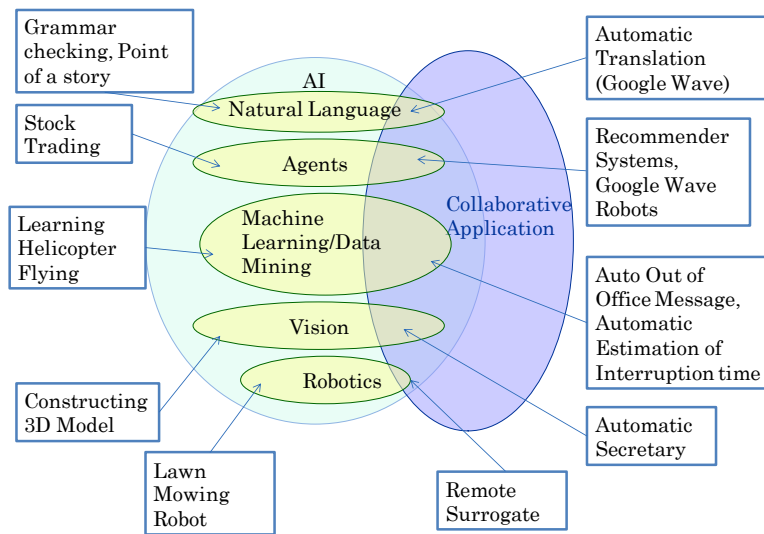 Grammar
checking, Point
of a story
Automatic
Translation
(Google Wave)
AI
Natural Language
Stock
Trading
Agents
Recommender
Systems,
Google Wave
Robots
Collaborative
Application
Machine
Learning/Data
Mining
Learning
Helicopter
Flying
Auto Out of
Office Message,
Automatic
Estimation of
Interruption time
Vision
Robotics
Constructing
3D Model
Automatic
Secretary
Lawn
Mowing
Robot
Remote
Surrogate